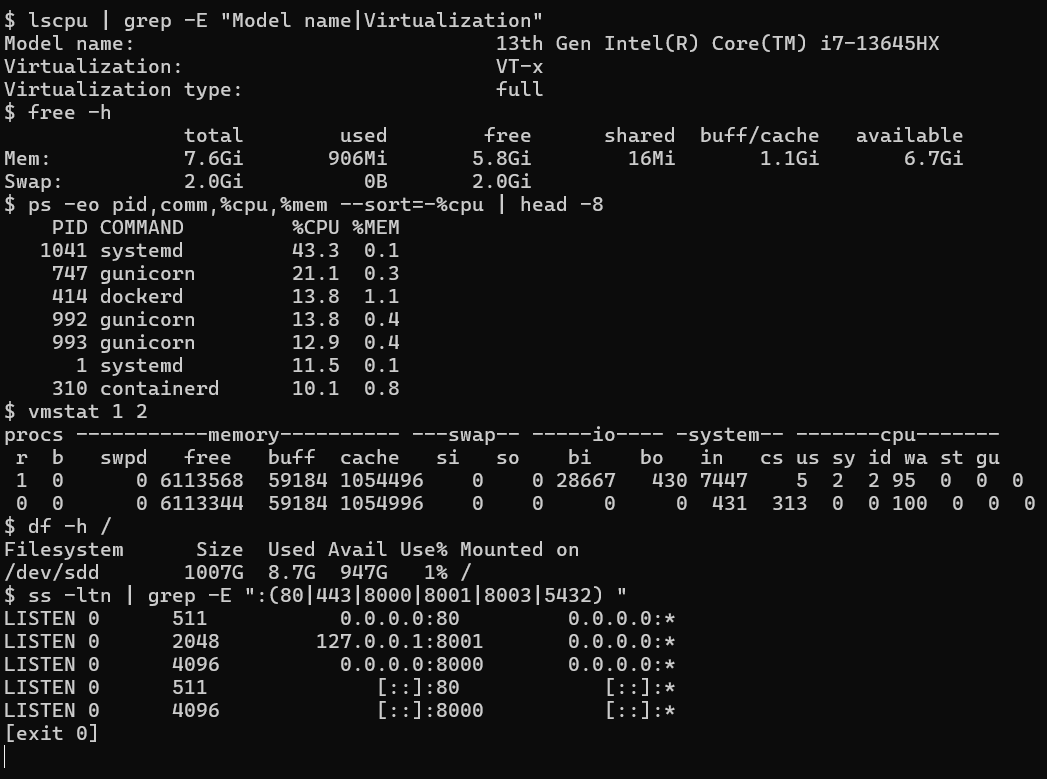 $ lscpu | grep -E "Model name|Virtualization"
Model name:                              13th Gen Intel(R) Core(TM) i7-13645HX
Virtualization:                          VT-x
Virtualization type:                     full
$ free -h
               total        used        free      shared  buff/cache   available
Mem:           7.6Gi       906Mi       5.8Gi        16Mi       1.1Gi       6.7Gi
Swap:          2.0Gi          0B       2.0Gi
$ ps -eo pid,comm,%cpu,%mem --sort=-%cpu | head -8
    PID COMMAND         %CPU %MEM
   1041 systemd         43.3  0.1
    747 gunicorn        21.1  0.3
    414 dockerd         13.8  1.1
    992 gunicorn        13.8  0.4
    993 gunicorn        12.9  0.4
      1 systemd         11.5  0.1
    310 containerd      10.1  0.8
$ vmstat 1 2
procs -----------memory---------- ---swap-- -----io---- -system-- -------cpu-------
 r  b   swpd   free   buff  cache   si   so    bi    bo   in   cs us sy id wa st gu
 1  0      0 6113568  59184 1054496    0    0 28667   430 7447    5  2  2 95  0  0  0
 0  0      0 6113344  59184 1054996    0    0     0     0  431  313  0  0 100  0  0  0
$ df -h /
Filesystem      Size  Used Avail Use% Mounted on
/dev/sdd       1007G  8.7G  947G   1% /
$ ss -ltn | grep -E ":(80|443|8000|8001|8003|5432) "
LISTEN 0      511           0.0.0.0:80         0.0.0.0:*
LISTEN 0      2048        127.0.0.1:8001       0.0.0.0:*
LISTEN 0      4096          0.0.0.0:8000       0.0.0.0:*
LISTEN 0      511              [::]:80            [::]:*
LISTEN 0      4096             [::]:8000          [::]:*
[exit 0]